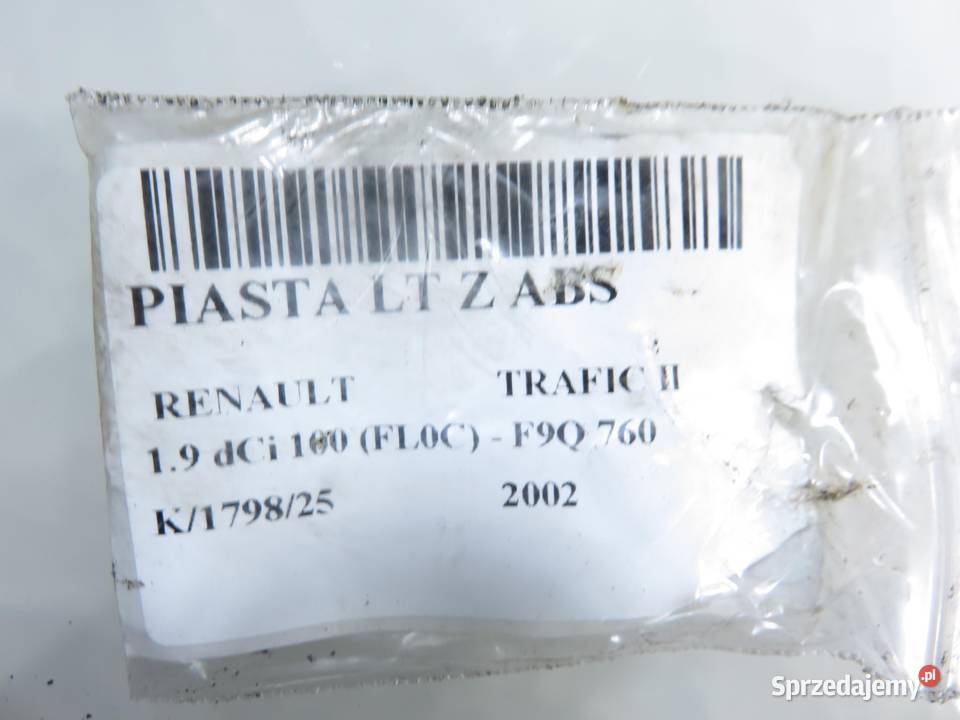 PIASTA LT Z ABS
RENAULT TRAFIC II
1.9 dCi 100 (FL0C) - F9Q 760
K/1798/25 2002
Sprzedajemy.pl